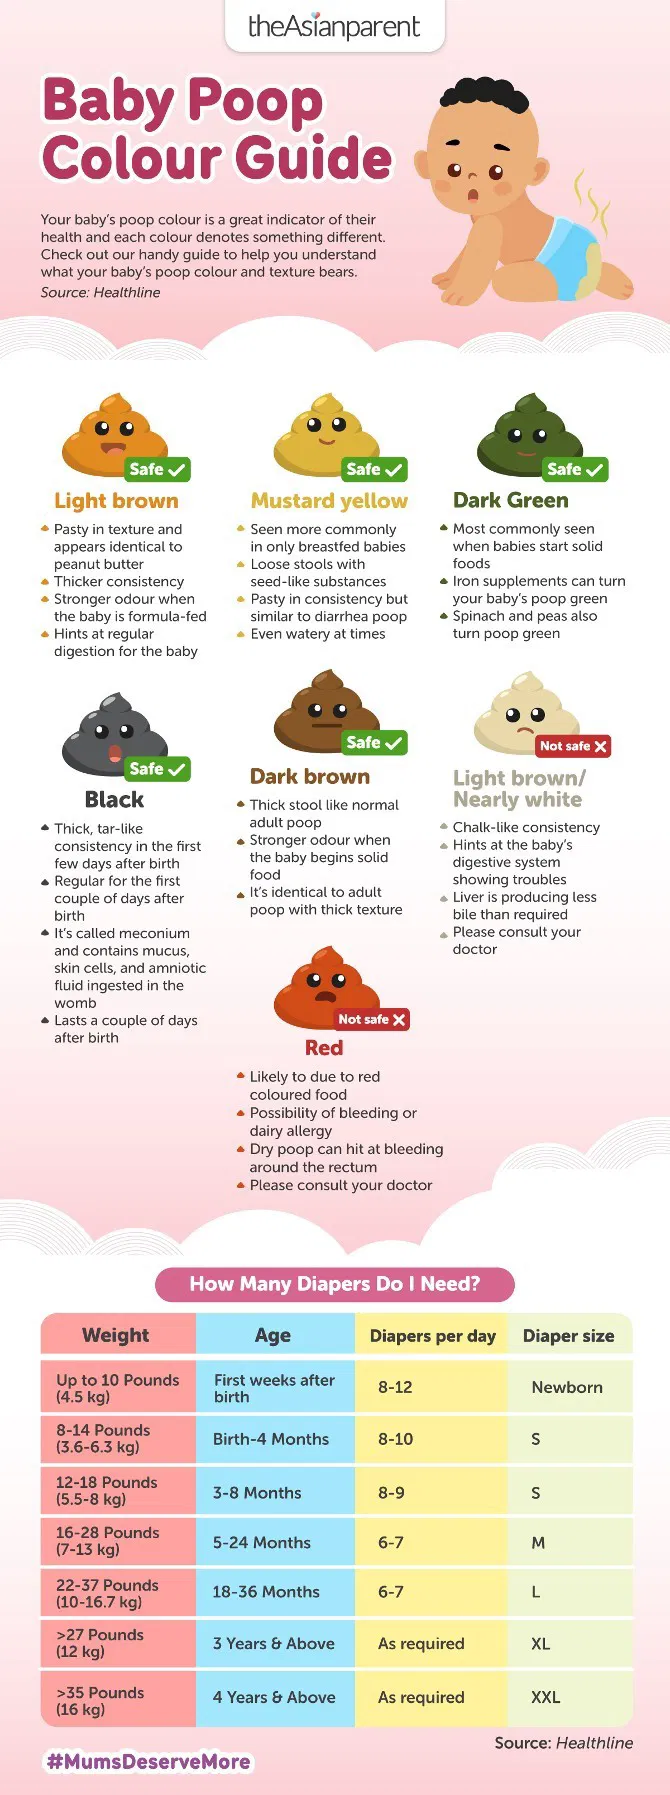 theAsianparent
Baby Poop
Colour Guide
Your baby's poop colour is a great indicator of their
health and each colour denotes something different.
Check out our handy guide to help you understand
what your baby's poop colour and texture bears.
Source: Healthline
Safe
Light brown
Pasty in texture and
appears identical to
peanut butter
Thicker consistency
Stronger odour when
the baby is formula-fed
Hints at regular
digestion for the baby
Safe
Mustard yellow
Seen more commonly
in only breastfed babies
Loose stools with
seed-like substances
Pasty in consistency but
similar to diarrhea poop
Even watery at times
Safe
Dark Green
Most commonly seen
when babies start solid
foods
Iron supplements can turn
your baby's poop green
Spinach and peas also
turn poop green
Safe
Black
Thick, tar-like
consistency in the first
few days after birth
Regular for the first
couple of days after
birth
It's called meconium
and contains mucus,
skin cells, and amniotic
fluid ingested in the
womb
Lasts a couple of days
after birth
Safe
Dark brown
Thick stool like normal
adult poop
Stronger odour when
the baby begins solid
food
It's identical to adult
poop with thick texture
Not safe
Light brown/
Nearly white
Chalk-like consistency
Hints at the baby's
digestive system
showing troubles
Liver is producing less
bile than required
Please consult your
doctor
Not safe
Red
Likely to due to red
coloured food
Possibility of bleeding or
dairy allergy
Dry poop can hit at bleeding
around the rectum
Please consult your doctor
How Many Diapers Do I Need?
Weight Age Diapers per day Diaper size
Up to 10 Pounds
(4.5 kg)
First weeks after
birth
8-12
Newborn
8-14 Pounds
(3.6-6.3 kg)
Birth-4 Months
8-10
S
12-18 Pounds
(5.5-8 kg)
3-8 Months
8-9
S
16-28 Pounds
(7-13 kg)
5-24 Months
6-7
M
22-37 Pounds
(10-16.7 kg)
18-36 Months
6-7
L
>27 Pounds
(12 kg)
3 Years & Above
As required
XL
>35 Pounds
(16 kg)
4 Years & Above
As required
XXL
Source: Healthline
#MumsDeserveMore